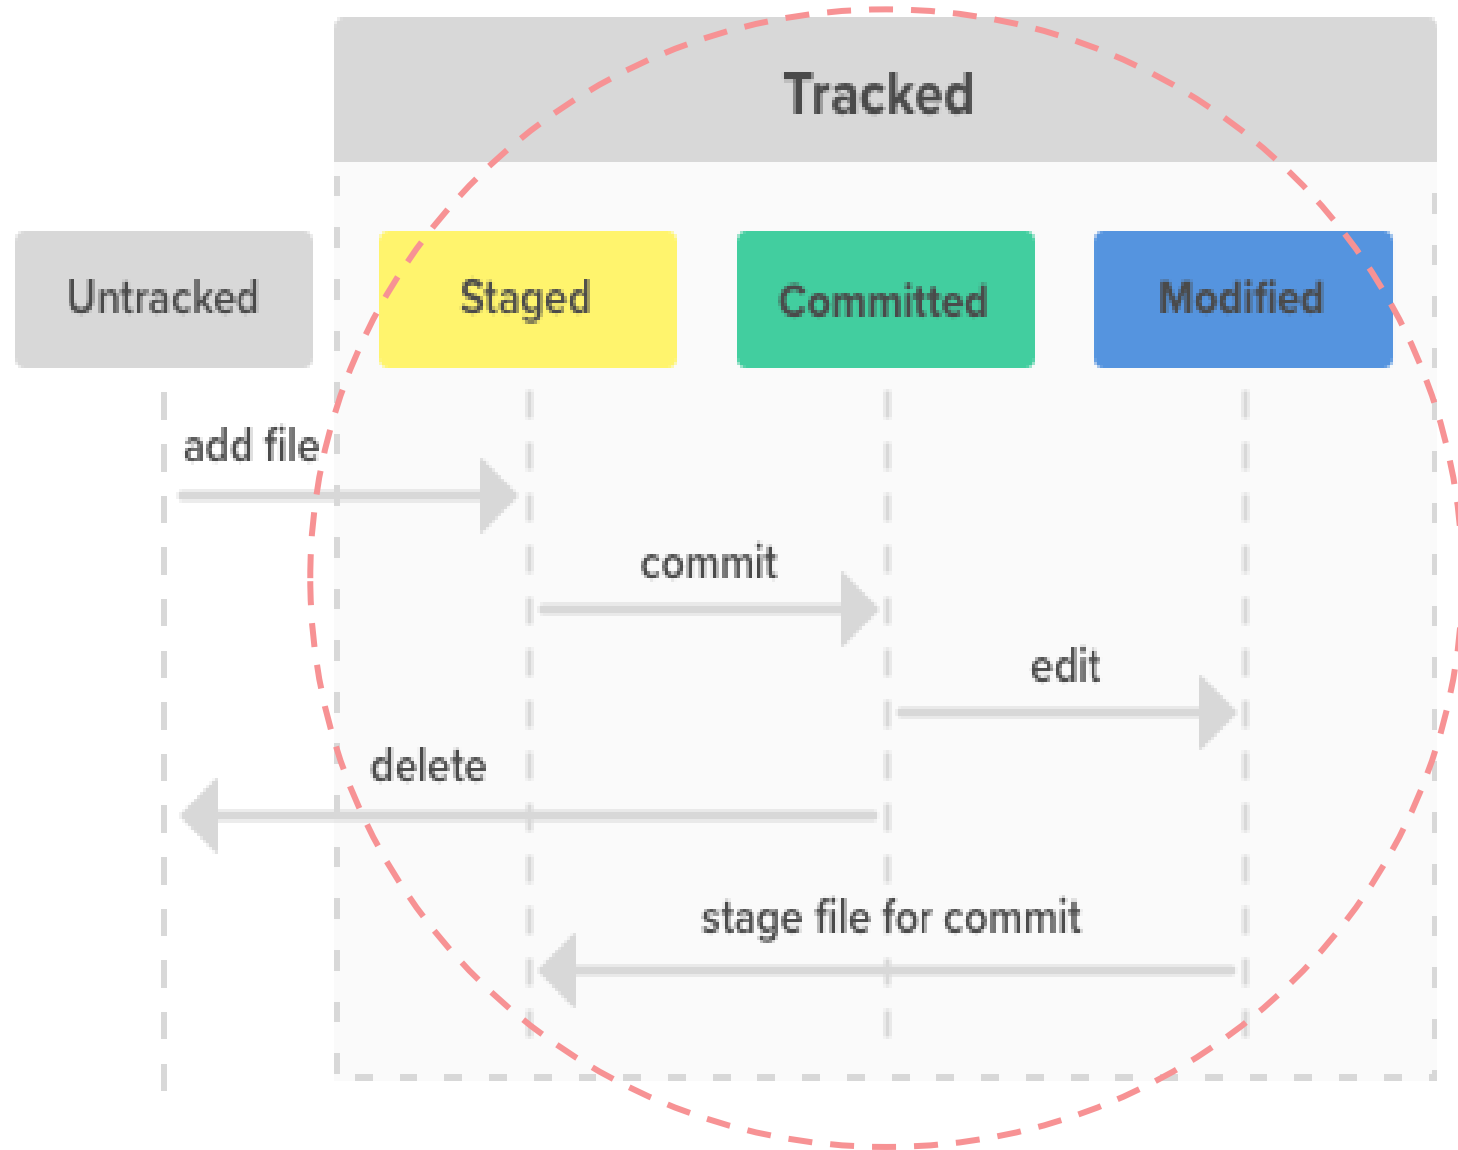 Tracked
Untracked
Staged
Committed
Modified
add file
commit
edit
delete
stage file for commit